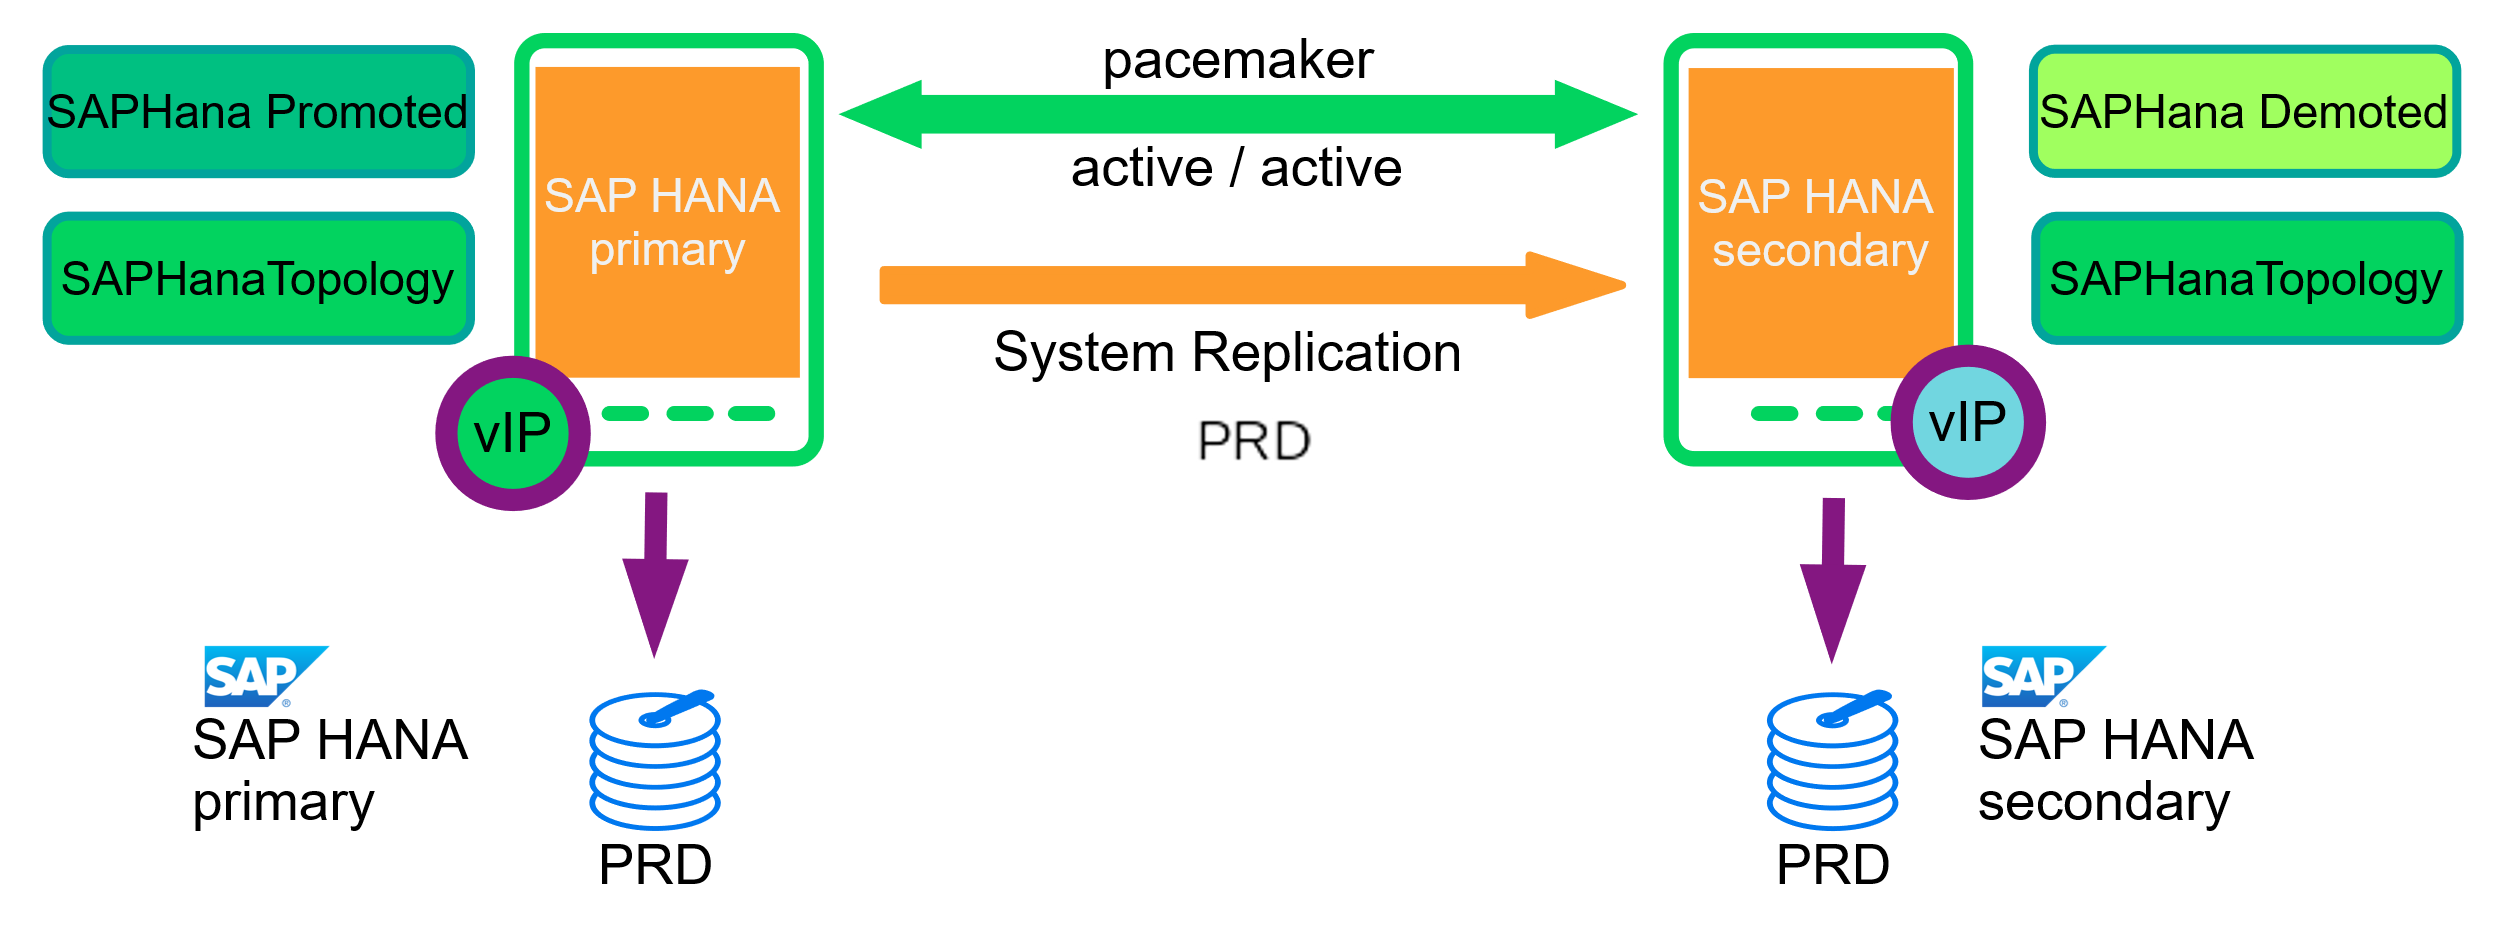 SAPHana Promoted
SAPHanaTopology
SAP HANA
primary
vIP
pacemaker
active / active
System Replication
PRD
SAP HANA
secondary
vIP
SAPHana Demoted
SAPHanaTopology
SAP ®
SAP HANA
primary
PRD
PRD
SAP ®
SAP HANA
secondary